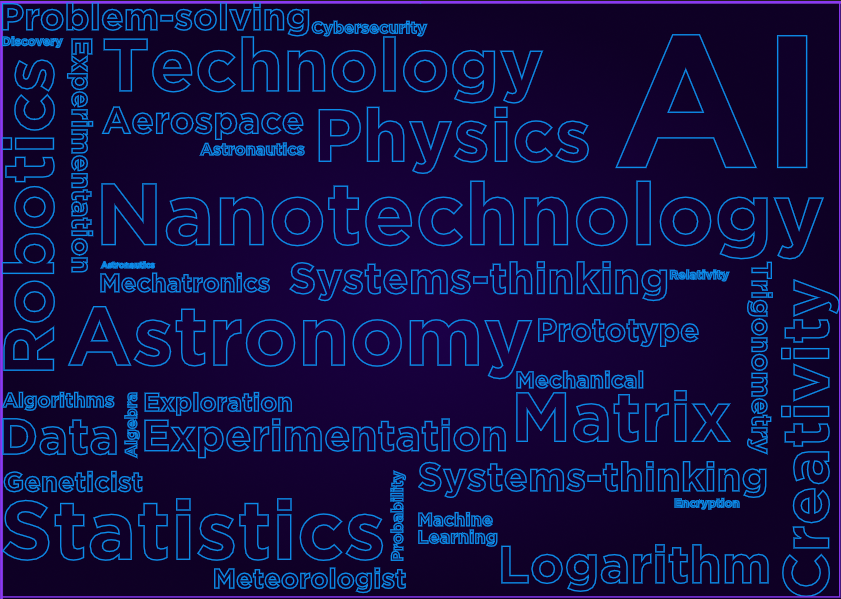 Problem-solving
Cybersecurity
Discovery
Robotics
Experimentation
Technology
AI
Aerospace
Physics
Astronautics
Nanotechnology
Astronautics
Mechatronics
Systems-thinking
Relativity
Trigonometry
Creativity
Astronomy
Prototype
Mechanical
Algorithms
Algebra
Exploration
Matrix
Data
Experimentation
Geneticist
Systems-thinking
Probability
Encryption
Statistics
Machine
Learning
Logarithm
Meteorologist